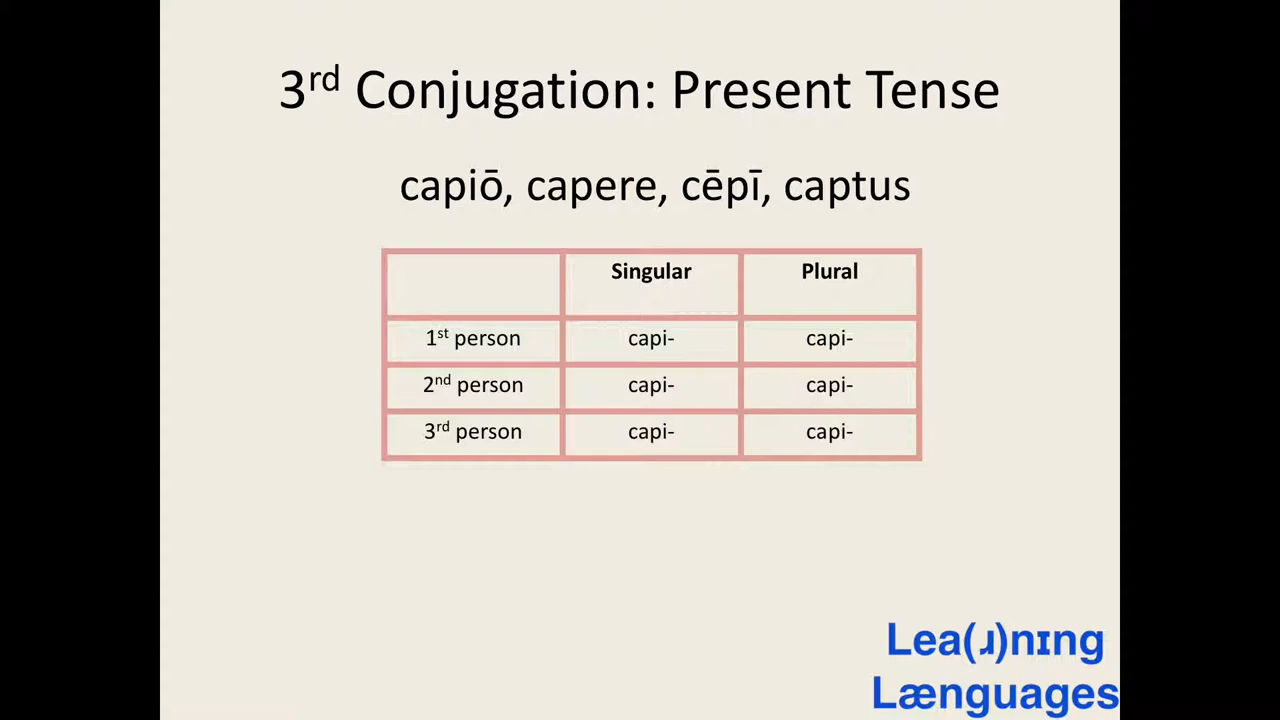 3rd Conjugation: Present Tense
capiō, capere, cēpī, captus
Singular Plural
1st person capi- capi-
2nd person capi- capi-
3rd person capi- capi-
Lea(ɹ)nɪng
Længuages